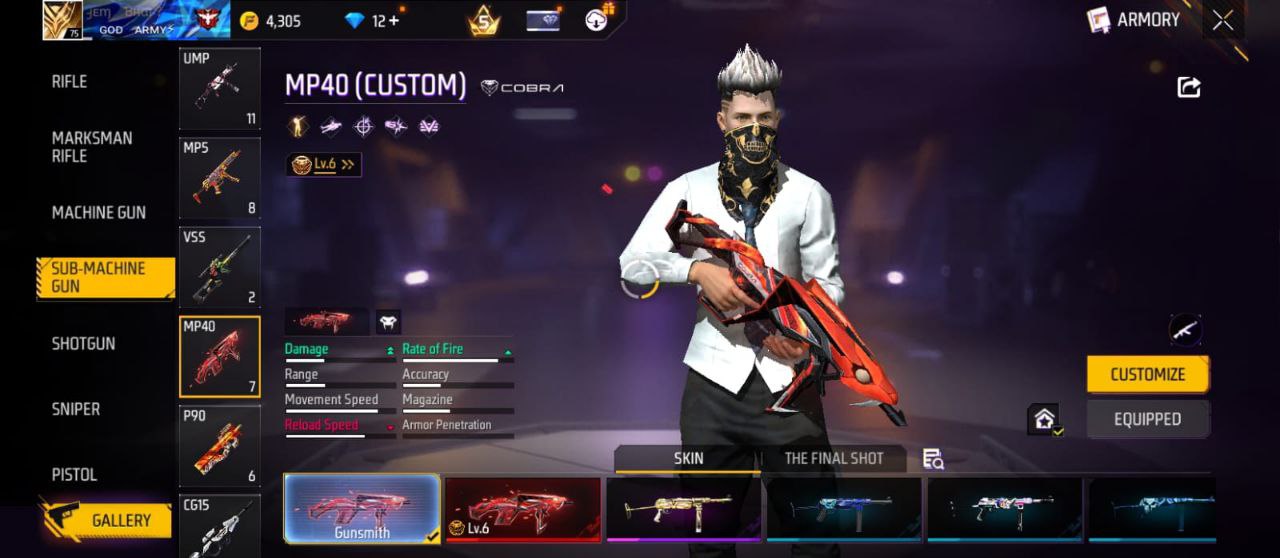 GOD ARMY
75
4,305
12+
5
ARMORY
RIFLE
MARKSMAN
RIFLE
MACHINE GUN
SUB-MACHINE
GUN
SHOTGUN
SNIPER
PISTOL
GALLERY
UMP
11
MP5
8
VSS
2
MP40
7
P90
6
CG15
MP40 (CUSTOM)
COBRA
Lv.6
Damage
Rate of Fire
Range
Accuracy
Movement Speed
Magazine
Reload Speed
Armor Penetration
CUSTOMIZE
EQUIPPED
SKIN
THE FINAL SHOT
Gunsmith
Lv.6